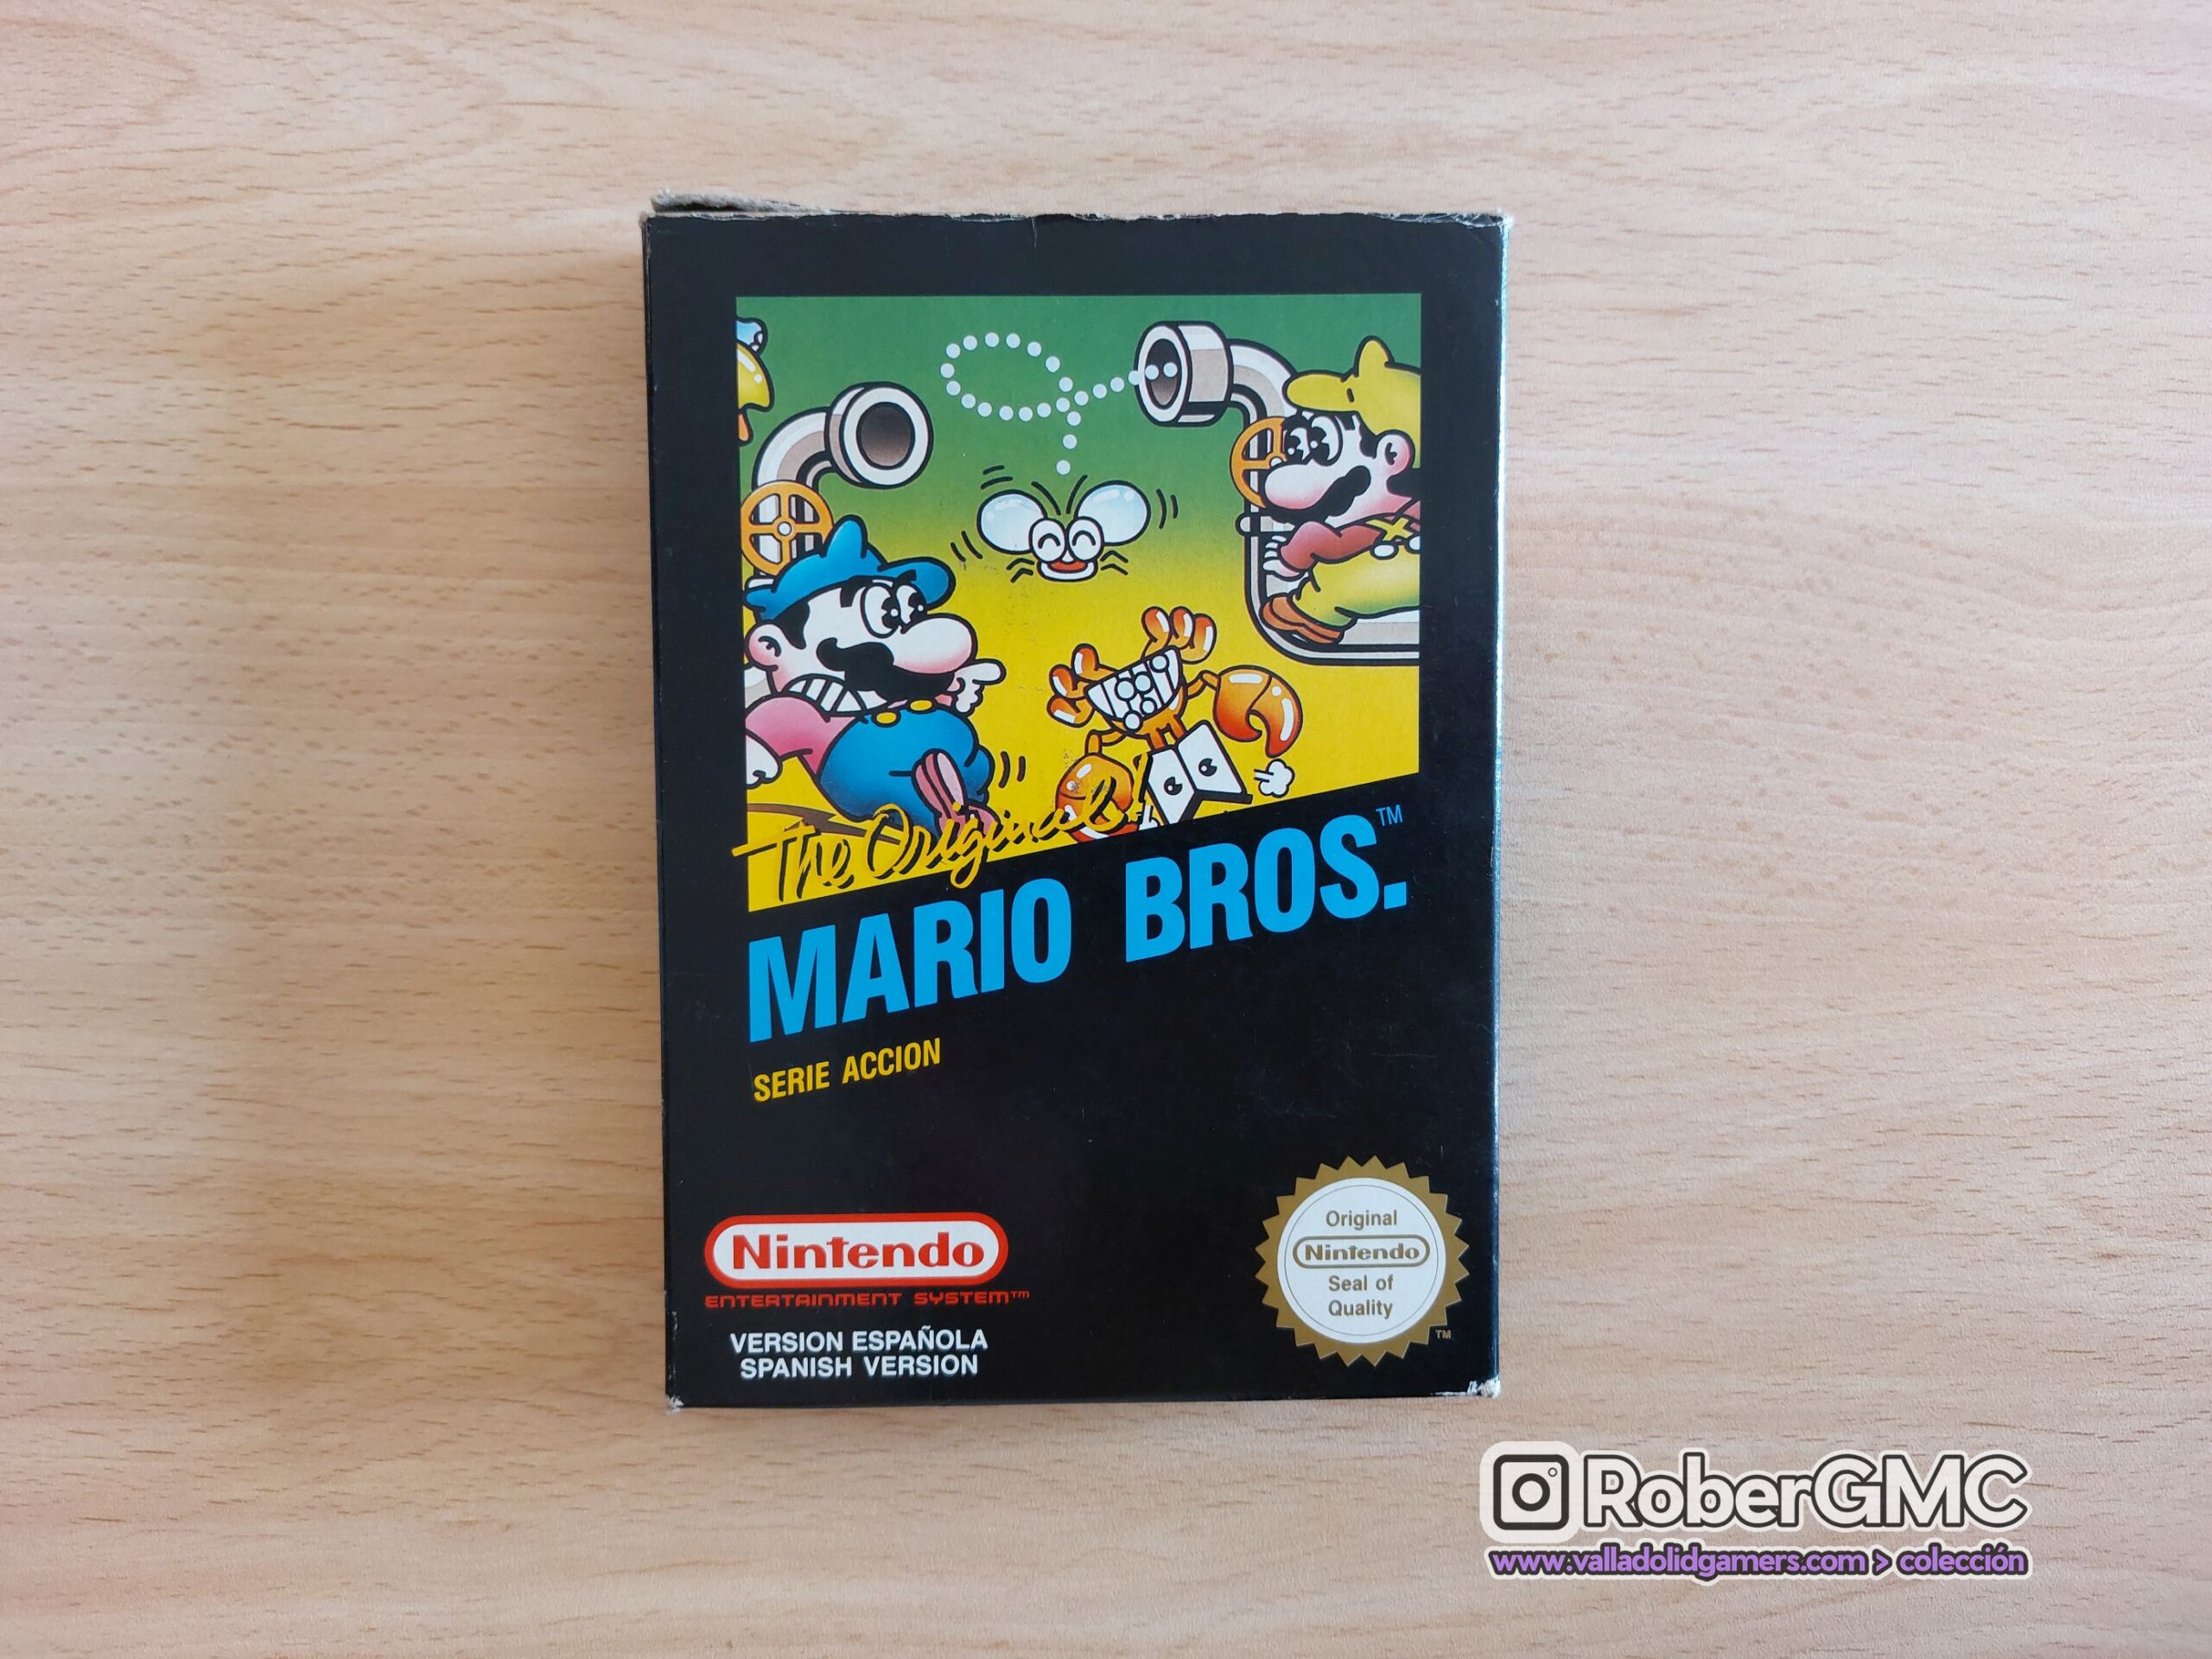 The Original
MARIO BROS.™
SERIE ACCION
Nintendo
ENTERTAINMENT SYSTEM™
VERSION ESPAÑOLA
SPANISH VERSION
Original
Nintendo
Seal of
Quality
TM
RoberGMC
www.valladolidgamers.com > colección